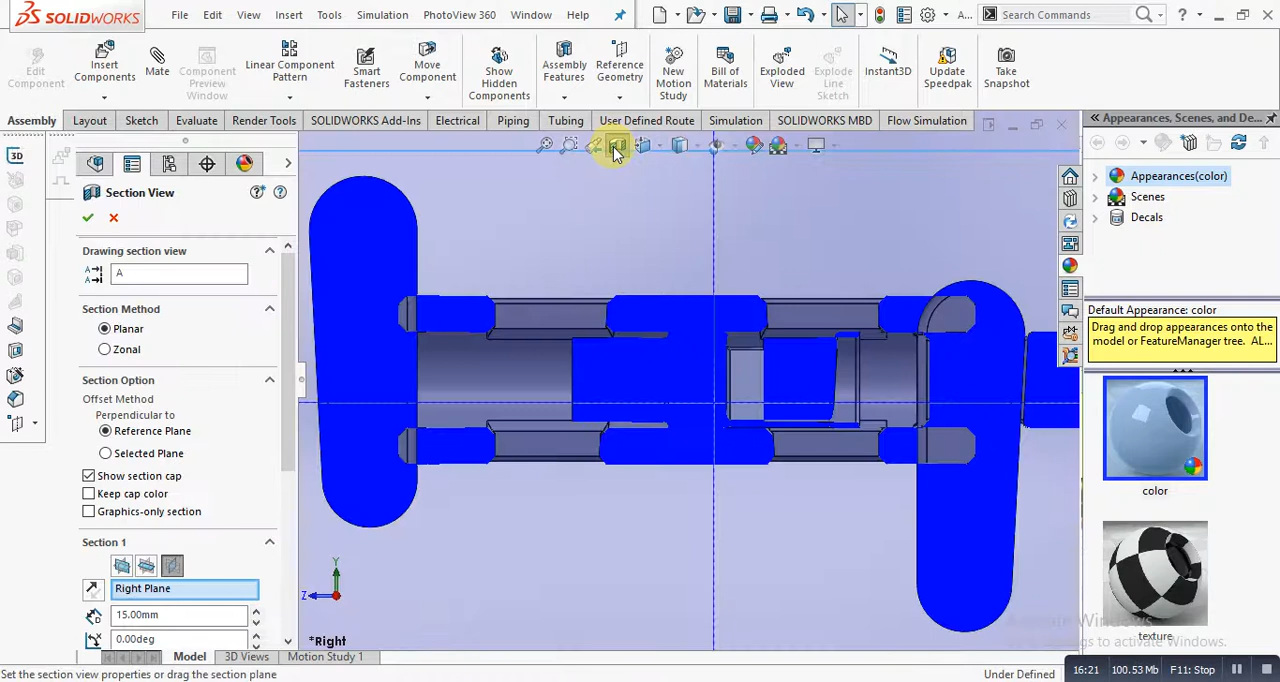 SOLIDWORKS File Edit View Insert Tools Simulation PhotoView 360 Window Help A... Search Commands ?
Edit Component
Insert Components
Mate
Component Preview Window
Linear Component Pattern
Smart Fasteners
Move Component
Show Hidden Components
Assembly Features
Reference Geometry
New Motion Study
Bill of Materials
Exploded View
Explode Line Sketch
Instant3D
Update Speedpak
Take Snapshot
Assembly Layout Sketch Evaluate Render Tools SOLIDWORKS Add-Ins Electrical Piping Tubing User Defined Route Simulation SOLIDWORKS MBD Flow Simulation
Appearances, Scenes, and De...
Section View
Drawing section view
A
Section Method
Planar
Zonal
Section Option
Offset Method
Perpendicular to
Reference Plane
Selected Plane
Show section cap
Keep cap color
Graphics-only section
Section 1
Right Plane
15.00mm
0.00deg
Y
Z
*Right
Appearances(color)
Scenes
Decals
Default Appearance: color
Drag and drop appearances onto the
model or FeatureManager tree. AL...
color
texture
Model 3D Views Motion Study 1
Set the section view properties or drag the section plane
Under Defined
16:21 100.53 Mb F11: Stop